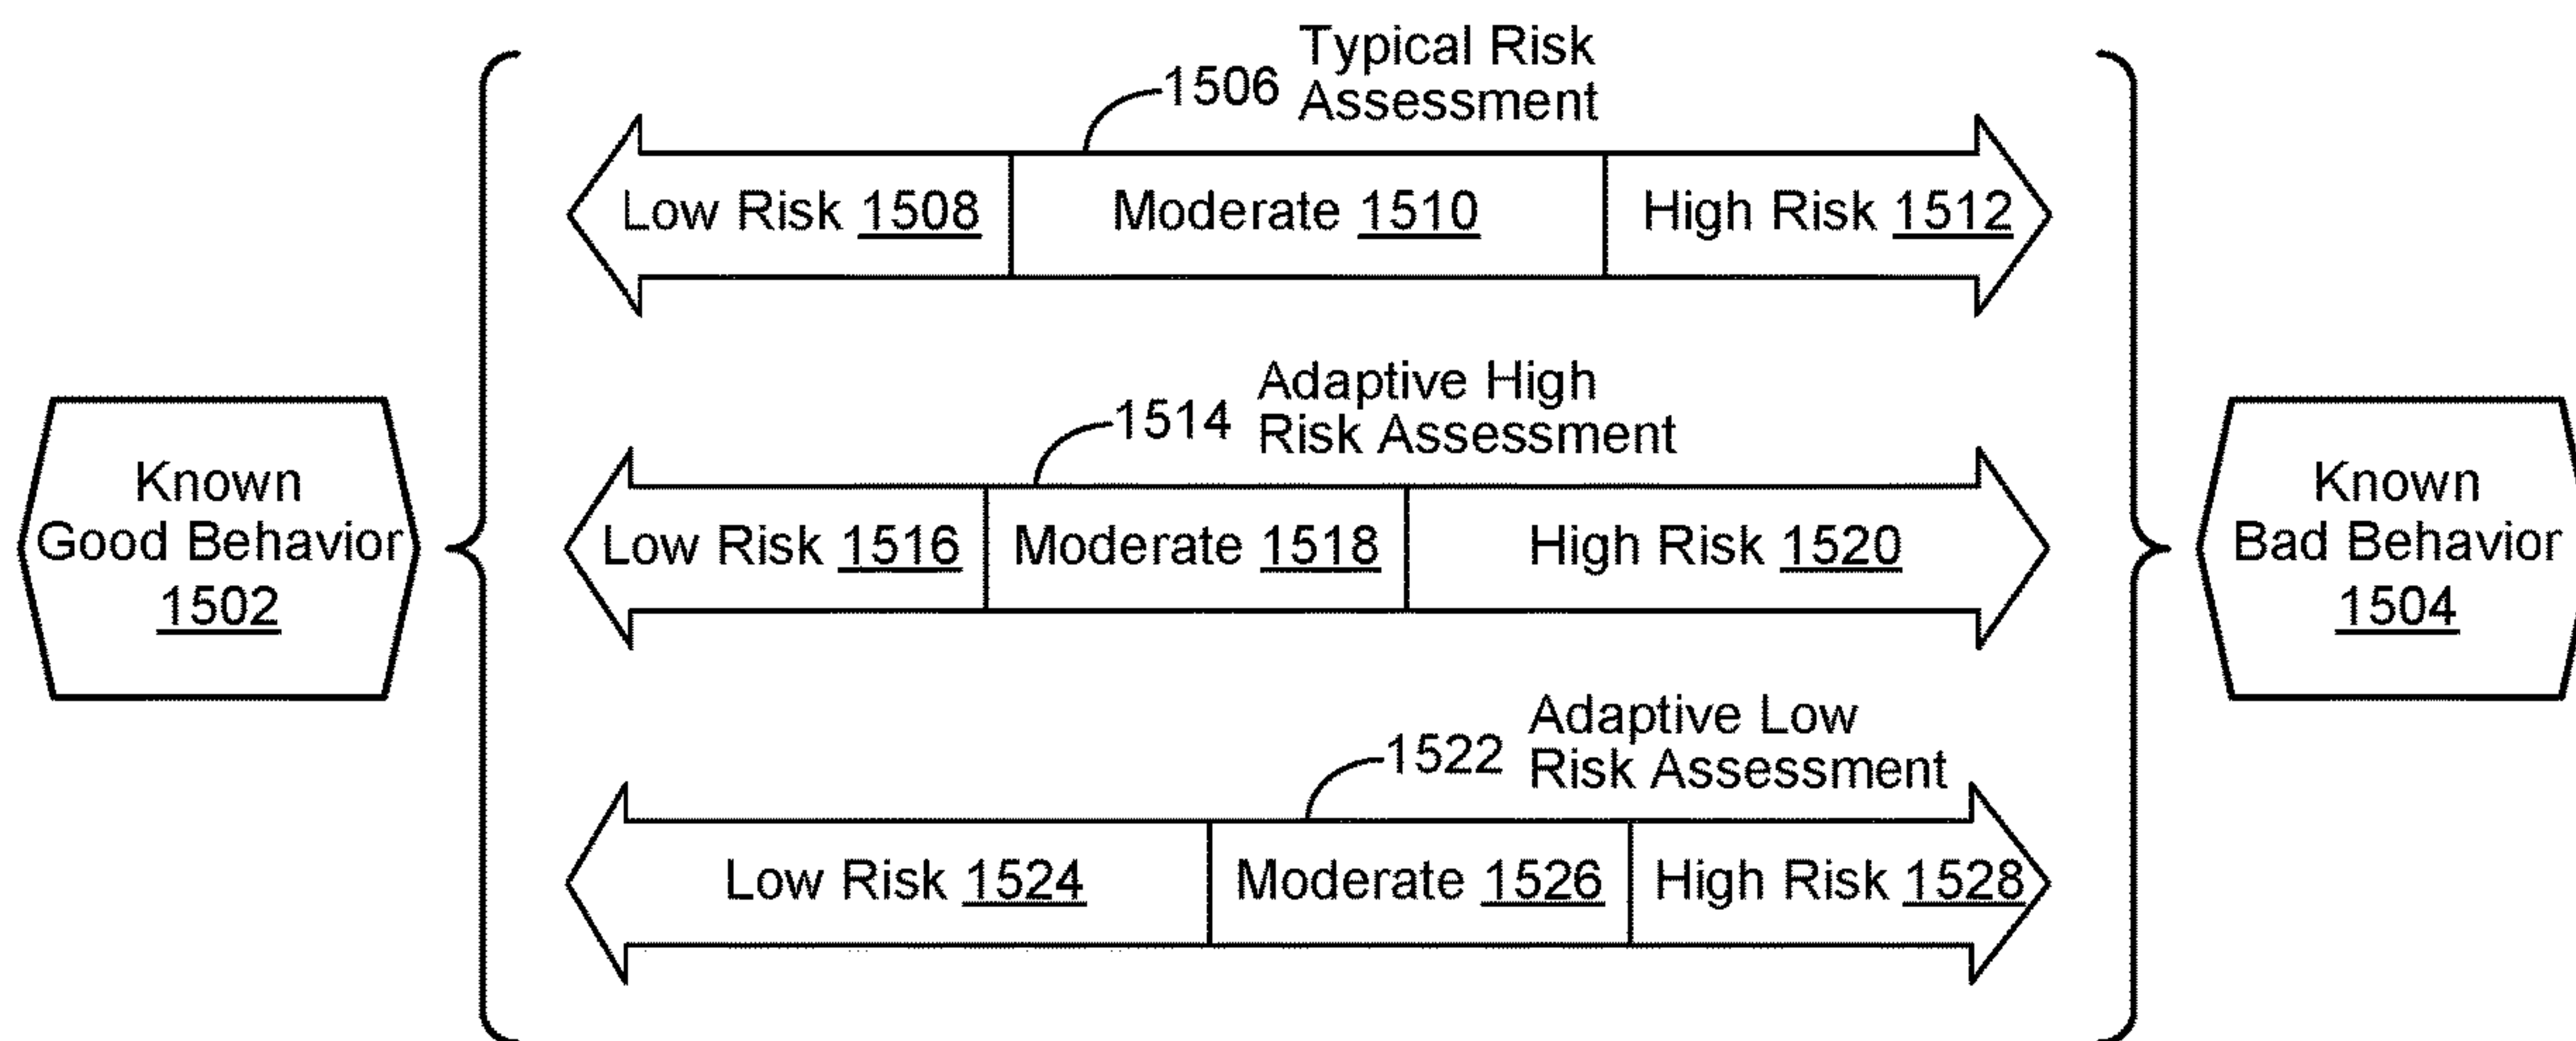 1506 Typical Risk
Assessment
Low Risk 1508
Moderate 1510
High Risk 1512
Known
Good Behavior
1502
1514 Adaptive High
Risk Assessment
Low Risk 1516
Moderate 1518
High Risk 1520
Known
Bad Behavior
1504
1522 Adaptive Low
Risk Assessment
Low Risk 1524
Moderate 1526
High Risk 1528